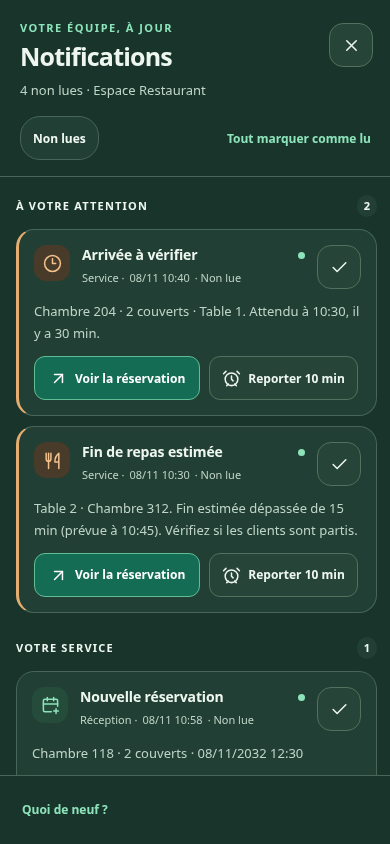 VOTRE ÉQUIPE, À JOUR
Notifications
4 non lues · Espace Restaurant
Non lues
Tout marquer comme lu
À VOTRE ATTENTION
2
Arrivée à vérifier
Service · 08/11 10:40 · Non lue
Chambre 204 · 2 couverts · Table 1. Attendu à 10:30, il
y a 30 min.
Voir la réservation
Reporter 10 min
Fin de repas estimée
Service · 08/11 10:30 · Non lue
Table 2 · Chambre 312. Fin estimée dépassée de 15
min (prévue à 10:45). Vérifiez si les clients sont partis.
Voir la réservation
Reporter 10 min
VOTRE SERVICE
1
Nouvelle réservation
Réception · 08/11 10:58 · Non lue
Chambre 118 · 2 couverts · 08/11/2032 12:30
Quoi de neuf ?